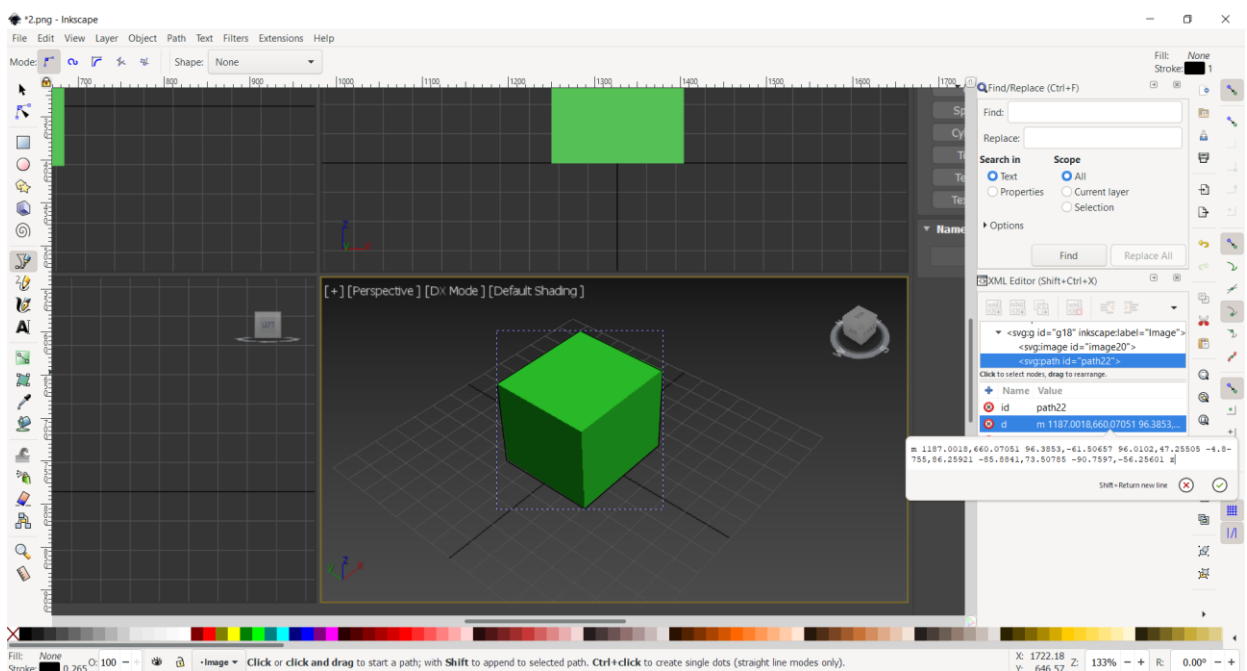 *2.png - Inkscape
File Edit View Layer Object Path Text Filters Extensions Help
Mode: Shape: None
Fill: None
Stroke: 1
700 800 900 1000 1100 1200 1300 1400 1500 1600 1700
Find/Replace (Ctrl+F)
Find:
Replace:
Search in Scope
Text All
Properties Current layer
Selection
Options
Find Replace All
Sp
Cy
Te
Tex
Name
[+] [Perspective] [DX Mode] [Default Shading]
LEFT
z
x
XML Editor (Shift+Ctrl+X)
<svg:g id="g18" inkscape:label="Image">
<svg:image id="image20">
<svg:path id="path22">
Click to select nodes, drag to rearrange.
Name Value
id path22
d m 1187.0018,660.07051 96.3853,...
m 1187.0018,660.07051 96.3853,-61.50657 96.0102,47.25505 -4.8-
755,86.25921 -85.8841,73.50785 -90.7597,-56.25601 z
Shift+Return new line
z
x
y
Fill: None
Stroke: 0.265 O: 100 - + Image Click or click and drag to start a path; with Shift to append to selected path. Ctrl+click to create single dots (straight line modes only).
X: 1722.18
Y: 646.57
Z: 133% - + R: 0.00° - +